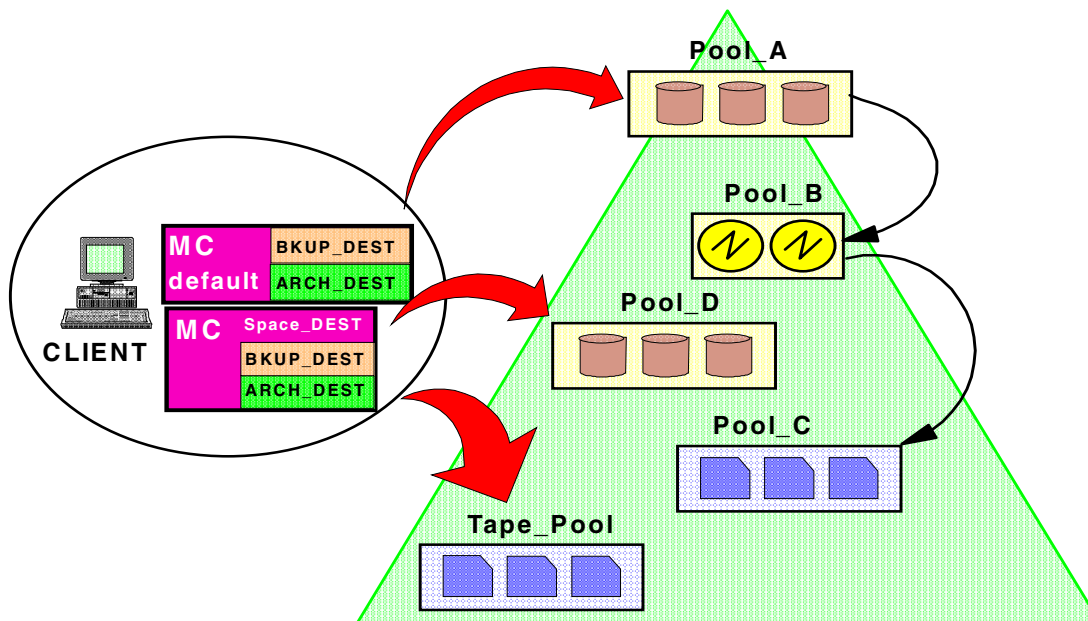 Pool_A
Pool_B
MC
default
BKUP_DEST
ARCH_DEST
CLIENT
MC
Space_DEST
BKUP_DEST
ARCH_DEST
Pool_D
Pool_C
Tape_Pool